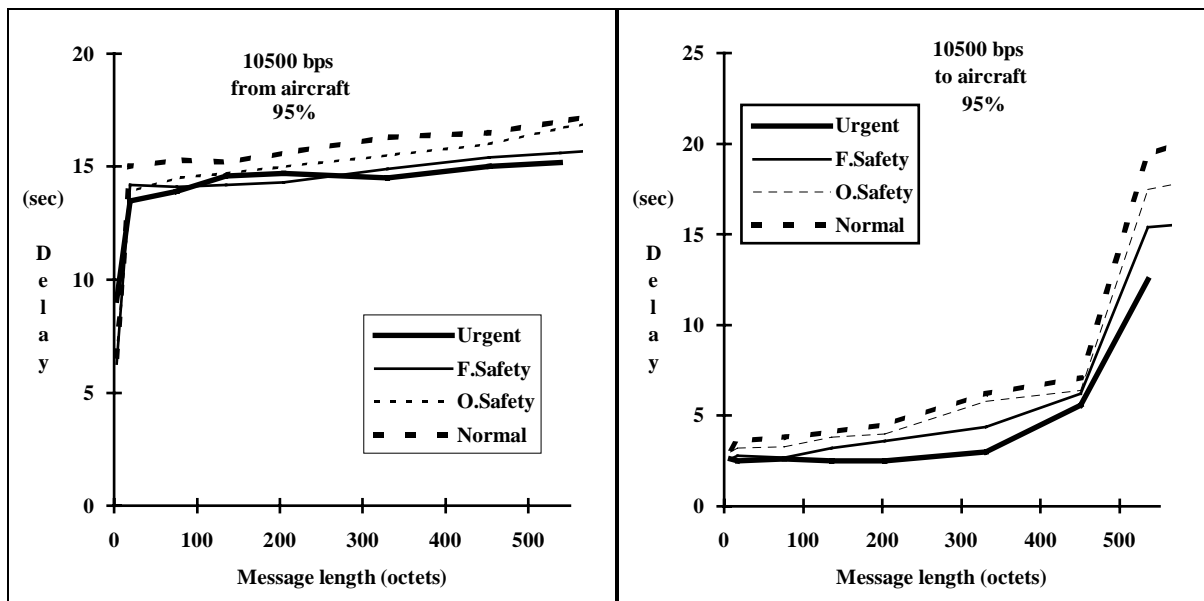 10500 bps
from aircraft
95%
20
15
10
5
0
(sec)
D
e
l
a
y
Urgent
F.Safety
O.Safety
Normal
0 100 200 300 400 500
Message length (octets)
10500 bps
to aircraft
95%
25
20
15
10
5
0
(sec)
D
e
l
a
y
Urgent
F.Safety
O.Safety
Normal
0 100 200 300 400 500
Message length (octets)